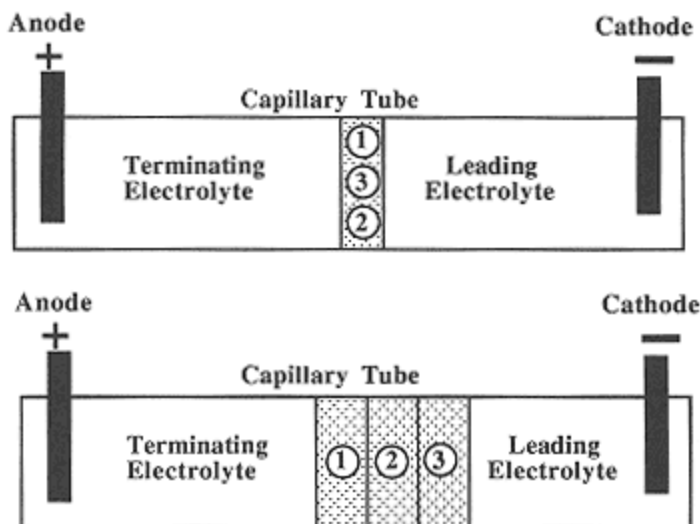 Anode
Cathode
+
−
Capillary Tube
1
Terminating
Electrolyte
3
Leading
Electrolyte
2
Anode
Cathode
+
−
Capillary Tube
Terminating
Electrolyte
1 2 3
Leading
Electrolyte